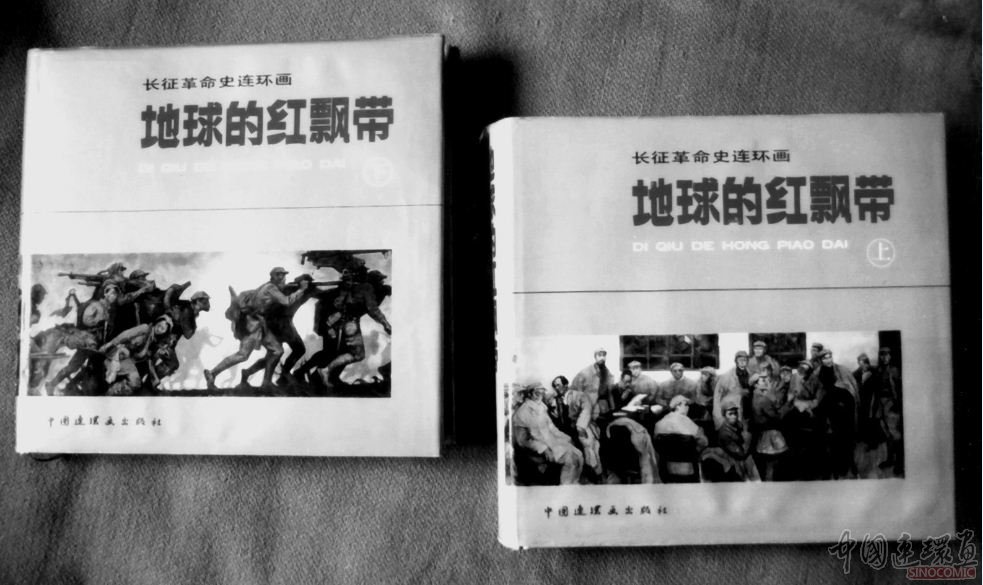 长征革命史连环画
地球的红飘带
DI QIU DE HONG PIAO DAI
下
中国连环画出版社
长征革命史连环画
地球的红飘带
DI QIU DE HONG PIAO DAI
上
中国连环画出版社
中国连环画
SINOCOMIC